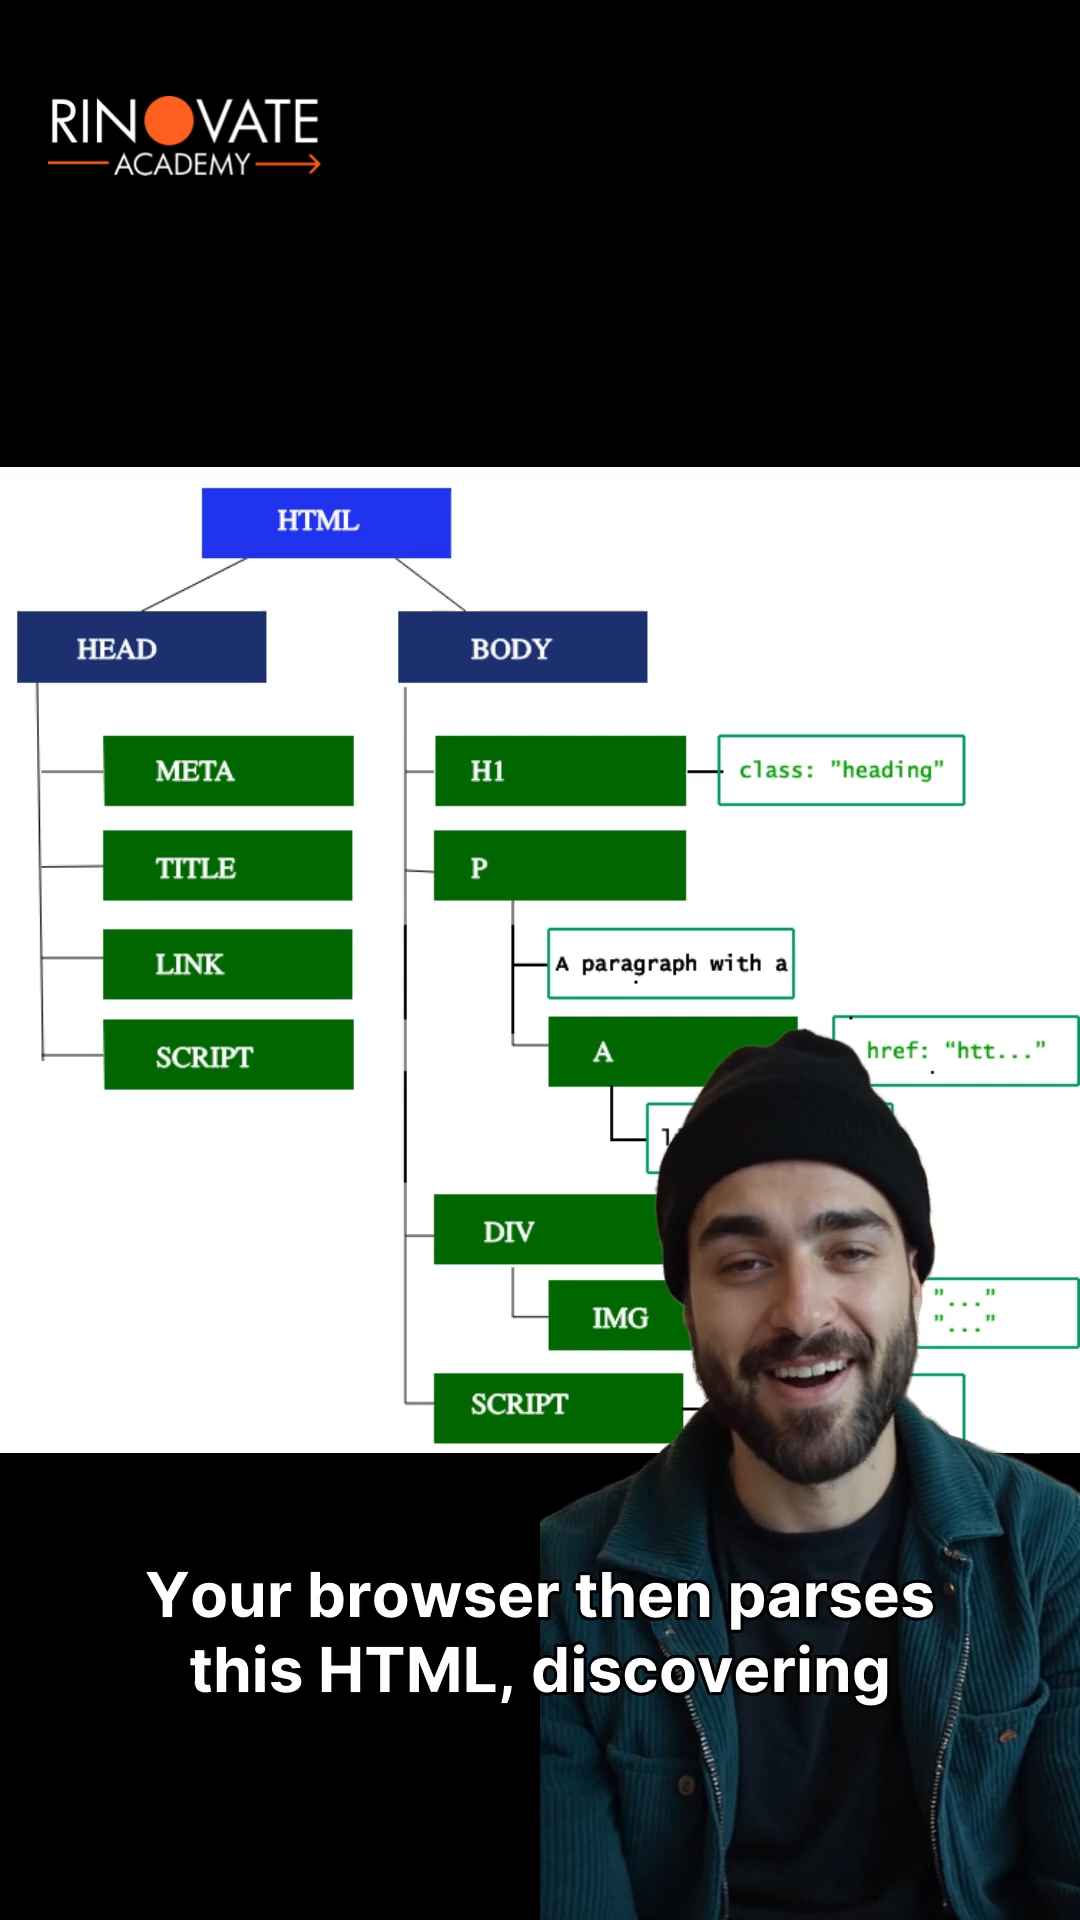 RINOVATE
ACADEMY
HTML
HEAD
BODY
META
H1
class: "heading"
TITLE
P
LINK
A paragraph with a
SCRIPT
A
href: "htt..."
DIV
IMG
"..."
"..."
SCRIPT
Your browser then parses
this HTML, discovering